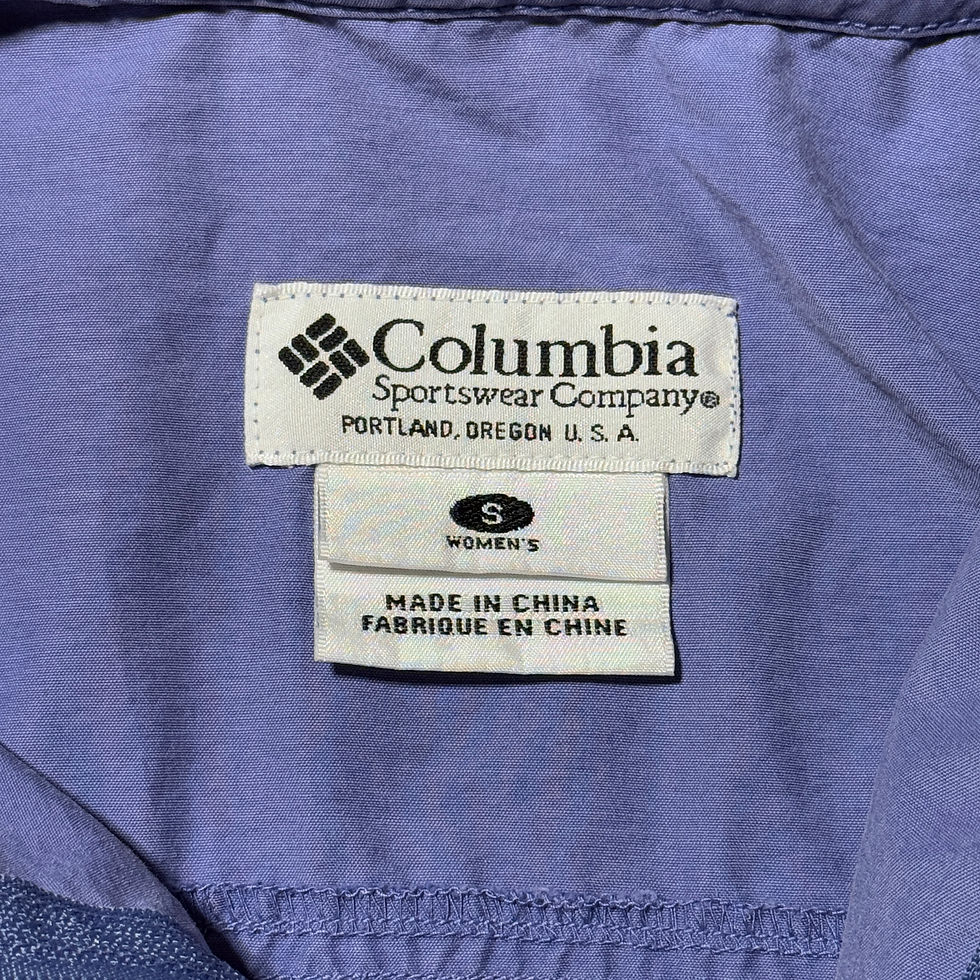 Columbia
Sportswear Company®
PORTLAND, OREGON U.S.A.
S
WOMEN'S
MADE IN CHINA
FABRIQUE EN CHINE